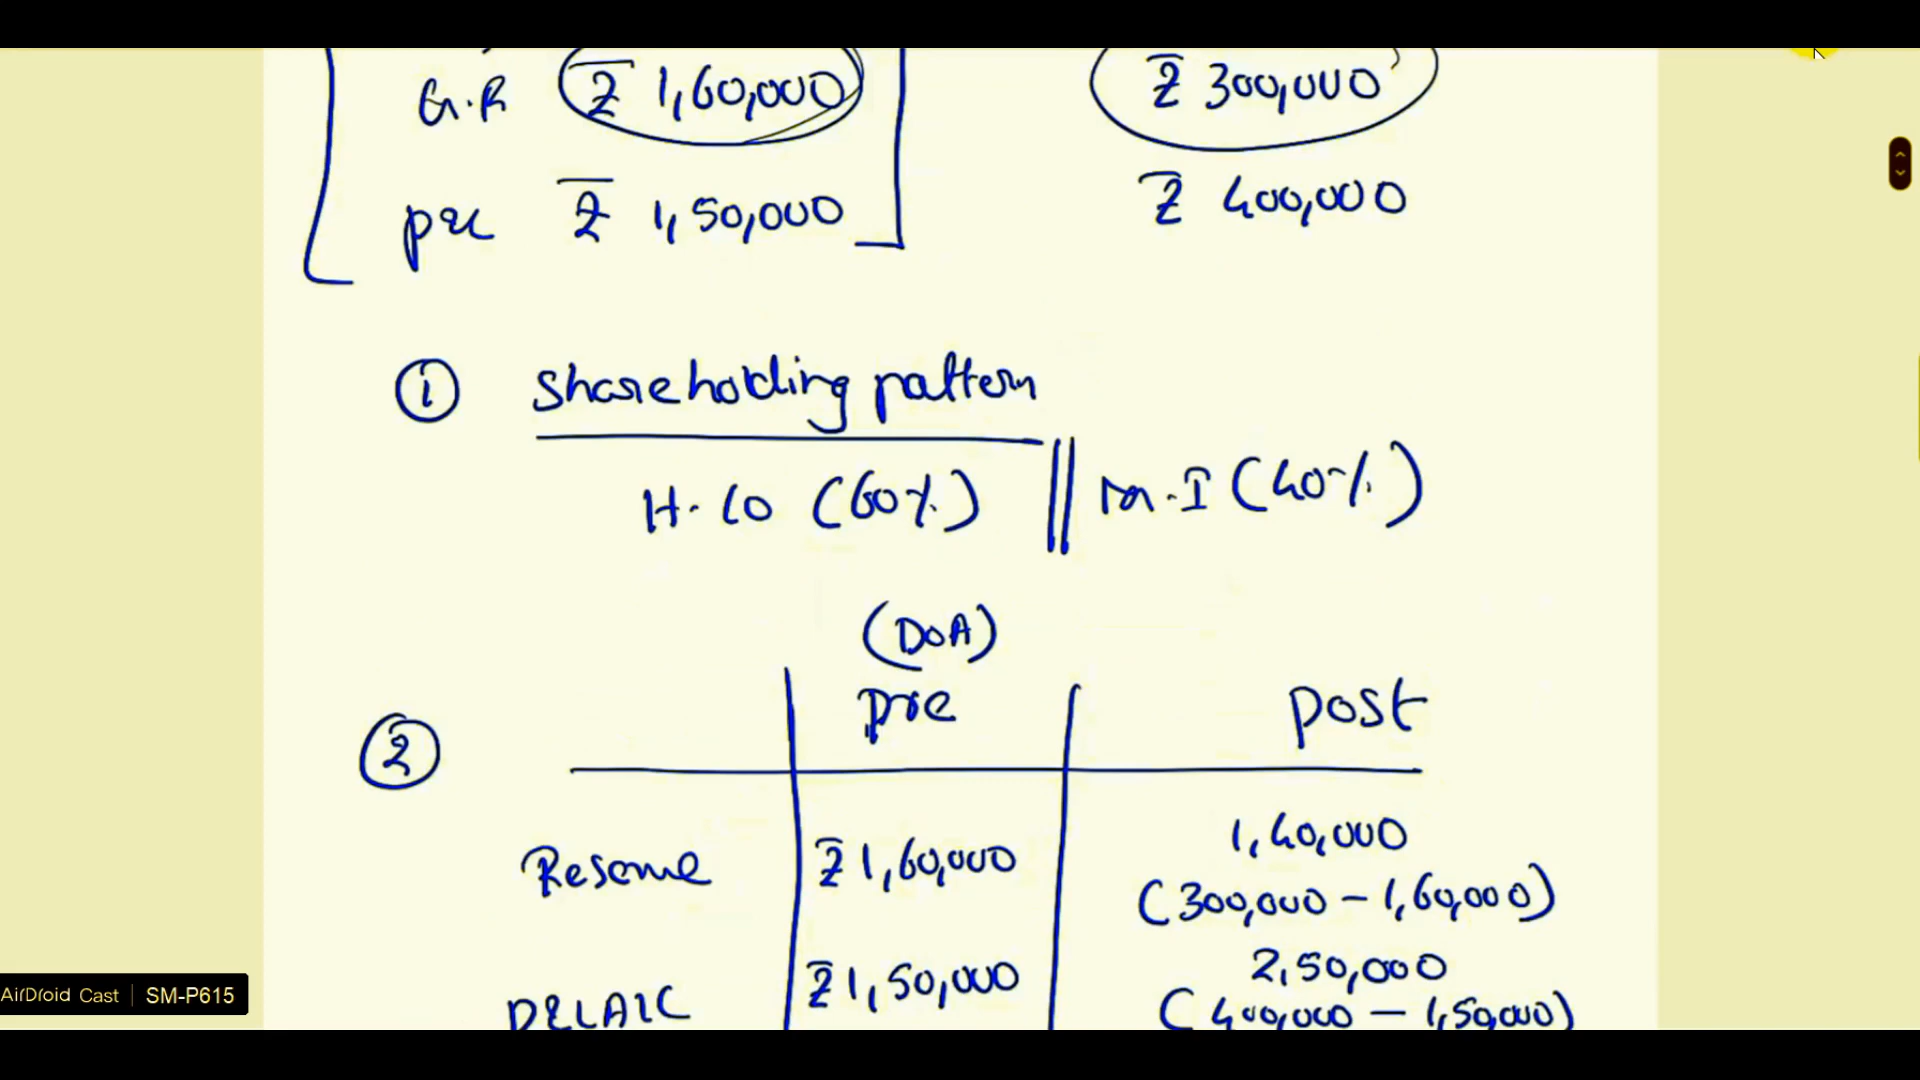 G.R ₹ 1,60,000 ₹ 300,000
P&L ₹ 1,50,000 ₹ 400,000
① Shareholding pattern
H.Co (60%) M.I (40%)
(DOA)
② pre post
Reserve ₹ 1,60,000 1,40,000
(300,000 - 1,60,000)
P&L A/C ₹ 1,50,000 2,50,000
(400,000 - 1,50,000)
AirDroid Cast | SM-P615